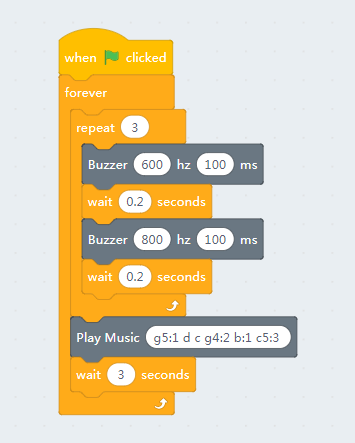 when clicked
forever
repeat 3
Buzzer 600 hz 100 ms
wait 0.2 seconds
Buzzer 800 hz 100 ms
wait 0.2 seconds
Play Music g5:1 d c g4:2 b:1 c5:3
wait 3 seconds